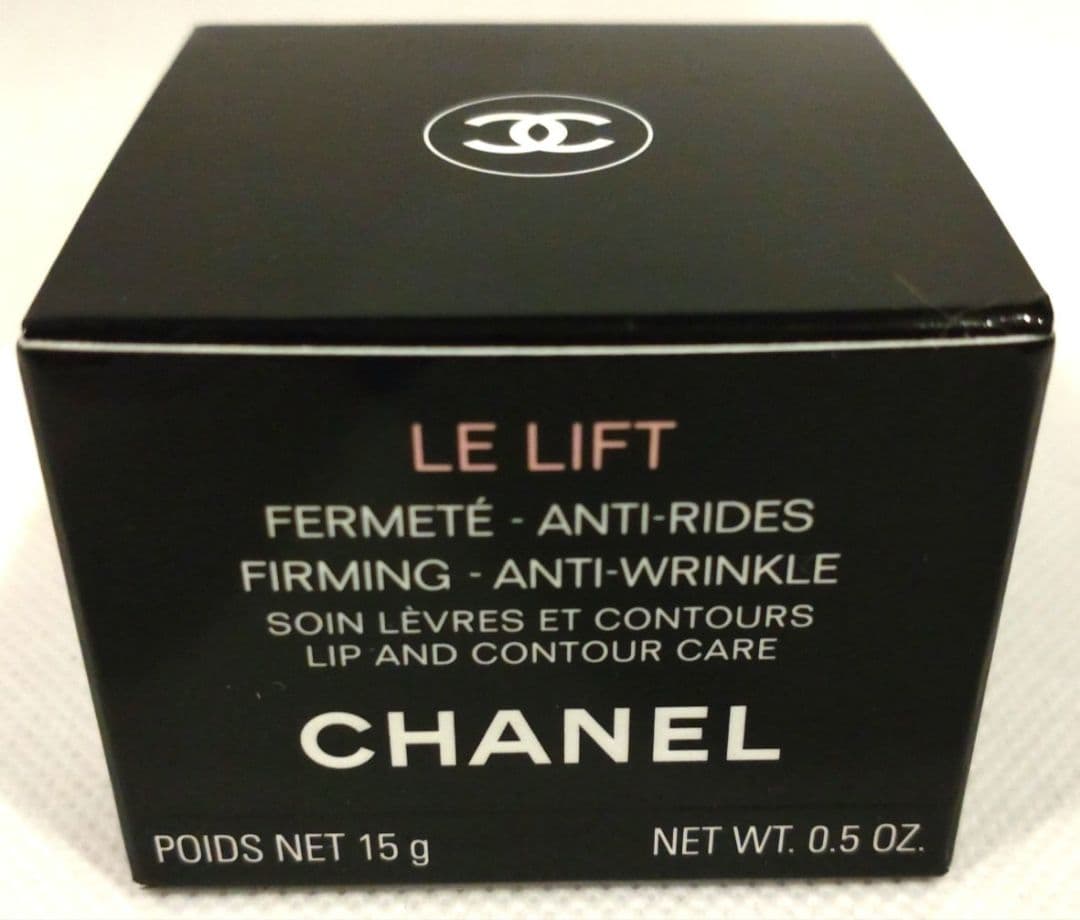 LE LIFT
FERMETÉ - ANTI-RIDES
FIRMING - ANTI-WRINKLE
SOIN LÈVRES ET CONTOURS
LIP AND CONTOUR CARE
CHANEL
POIDS NET 15 g NET WT. 0.5 OZ.